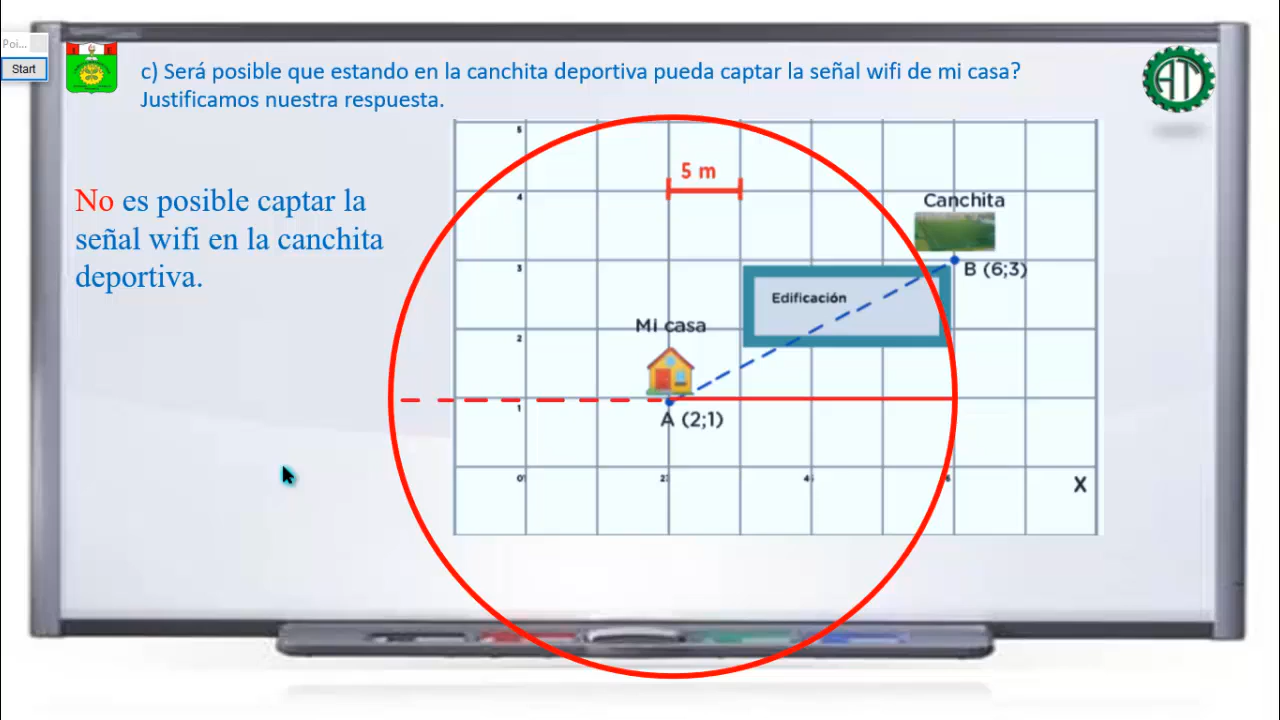 Poi...
Start
c) Será posible que estando en la canchita deportiva pueda captar la señal wifi de mi casa?
Justificamos nuestra respuesta.
No es posible captar la
señal wifi en la canchita
deportiva.
5
5 m
4
Canchita
3
B (6;3)
Edificación
Mi casa
2
1
A (2;1)
0
2
4
6
X
AT